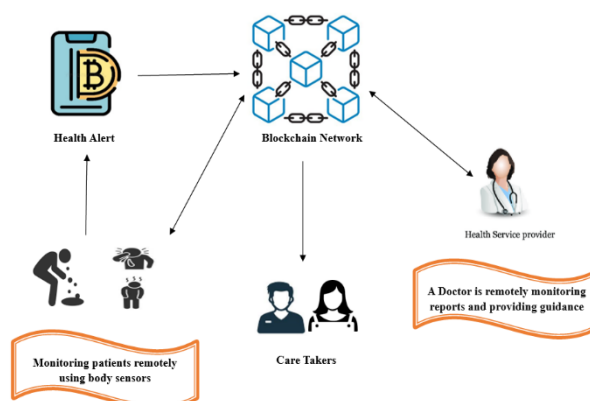 Health Alert
Blockchain Network
Health Service provider
A Doctor is remotely monitoring
reports and providing guidance
Monitoring patients remotely
using body sensors
Care Takers